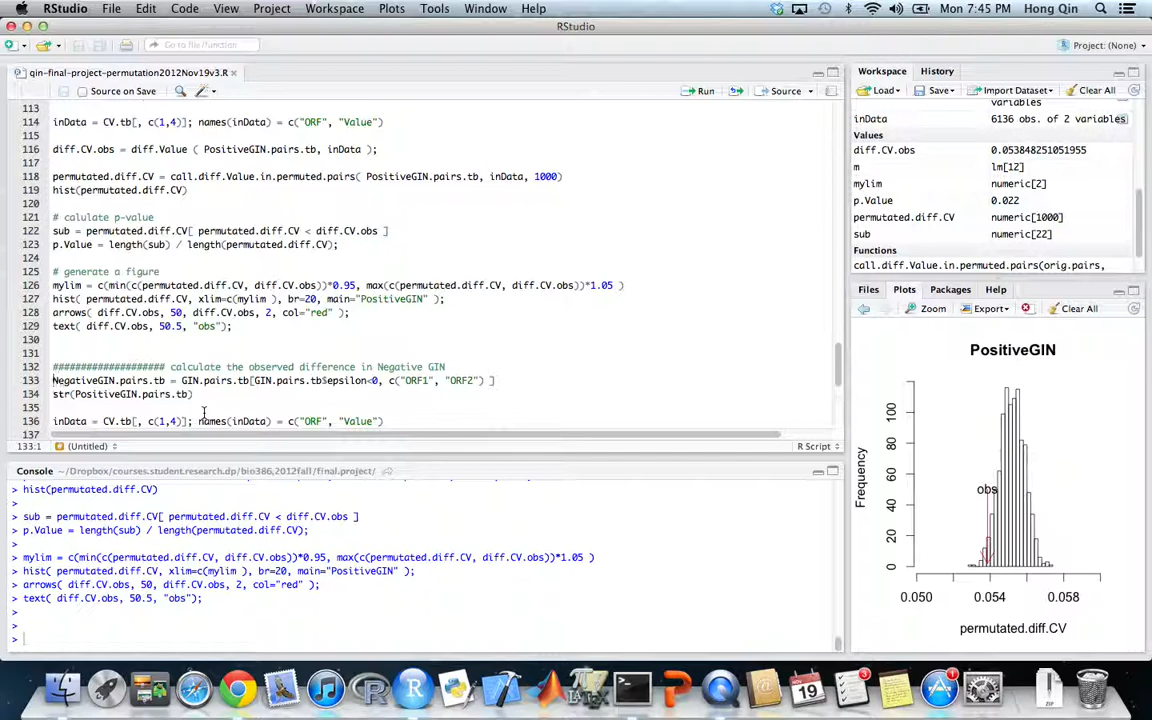 RStudio File Edit Code View Project Workspace Plots Tools Window Help Mon 7:45 PM Hong Qin
RStudio
Go to file/function
Project: (None)
qin-final-project-permutation2012Nov19v3.R
Source on Save
Run
Source
113
114 inData = CV.tb[, c(1,4)]; names(inData) = c("ORF", "Value")
115
116 diff.CV.obs = diff.Value ( PositiveGIN.pairs.tb, inData );
117
118 permutated.diff.CV = call.diff.Value.in.permuted.pairs( PositiveGIN.pairs.tb, inData, 1000)
119 hist(permutated.diff.CV)
120
121 # calulate p-value
122 sub = permutated.diff.CV[ permutated.diff.CV < diff.CV.obs ]
123 p.Value = length(sub) / length(permutated.diff.CV);
124
125 # generate a figure
126 mylim = c(min(c(permutated.diff.CV, diff.CV.obs))*0.95, max(c(permutated.diff.CV, diff.CV.obs))*1.05 )
127 hist( permutated.diff.CV, xlim=c(mylim ), br=20, main="PositiveGIN" );
128 arrows( diff.CV.obs, 50, diff.CV.obs, 2, col="red" );
129 text( diff.CV.obs, 50.5, "obs");
130
131
132 #################### calculate the observed difference in Negative GIN
133 NegativeGIN.pairs.tb = GIN.pairs.tb[GIN.pairs.tb$epsilon<0, c("ORF1", "ORF2") ]
134 str(PositiveGIN.pairs.tb)
135
136 inData = CV.tb[, c(1,4)]; names(inData) = c("ORF", "Value")
137
133:1 (Untitled) R Script
Console ~/Dropbox/courses.student.research.dp/bio386,2012fall/final.project/
> hist(permutated.diff.CV)
>
> sub = permutated.diff.CV[ permutated.diff.CV < diff.CV.obs ]
> p.Value = length(sub) / length(permutated.diff.CV);
>
> mylim = c(min(c(permutated.diff.CV, diff.CV.obs))*0.95, max(c(permutated.diff.CV, diff.CV.obs))*1.05 )
> hist( permutated.diff.CV, xlim=c(mylim ), br=20, main="PositiveGIN" );
> arrows( diff.CV.obs, 50, diff.CV.obs, 2, col="red" );
> text( diff.CV.obs, 50.5, "obs");
>
>
>
Workspace History
Load Save Import Dataset Clear All
variables
inData 6136 obs. of 2 variables
Values
diff.CV.obs 0.053848251051955
m lm[12]
mylim numeric[2]
p.Value 0.022
permutated.diff.CV numeric[1000]
sub numeric[22]
Functions
call.diff.Value.in.permuted.pairs(orig.pairs,
Files Plots Packages Help
Zoom Export Clear All
PositiveGIN
Frequency
0 20 40 60 80 100
obs
0.050 0.054 0.058
permutated.diff.CV